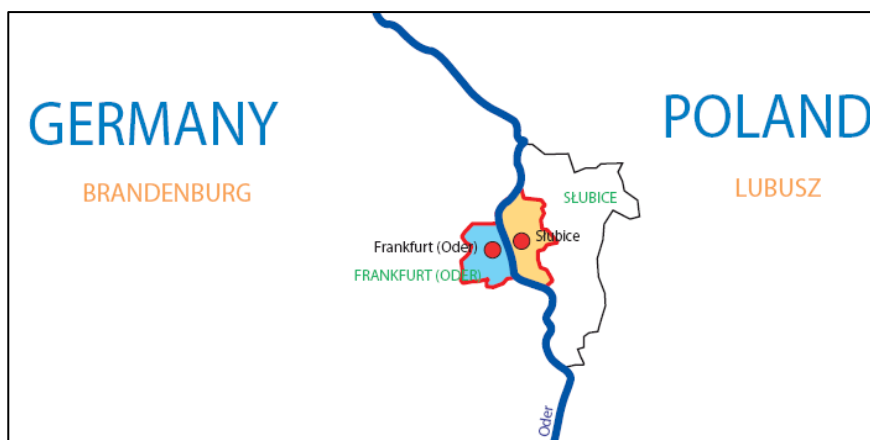 GERMANY
POLAND
BRANDENBURG
LUBUSZ
SŁUBICE
Słubice
Frankfurt (Oder)
FRANKFURT (ODER)
Oder